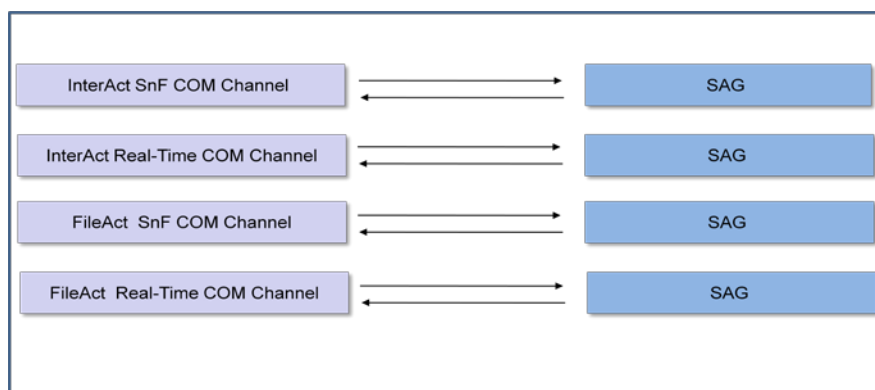 InterAct SnF COM Channel SAG
InterAct Real-Time COM Channel SAG
FileAct SnF COM Channel SAG
FileAct Real-Time COM Channel SAG